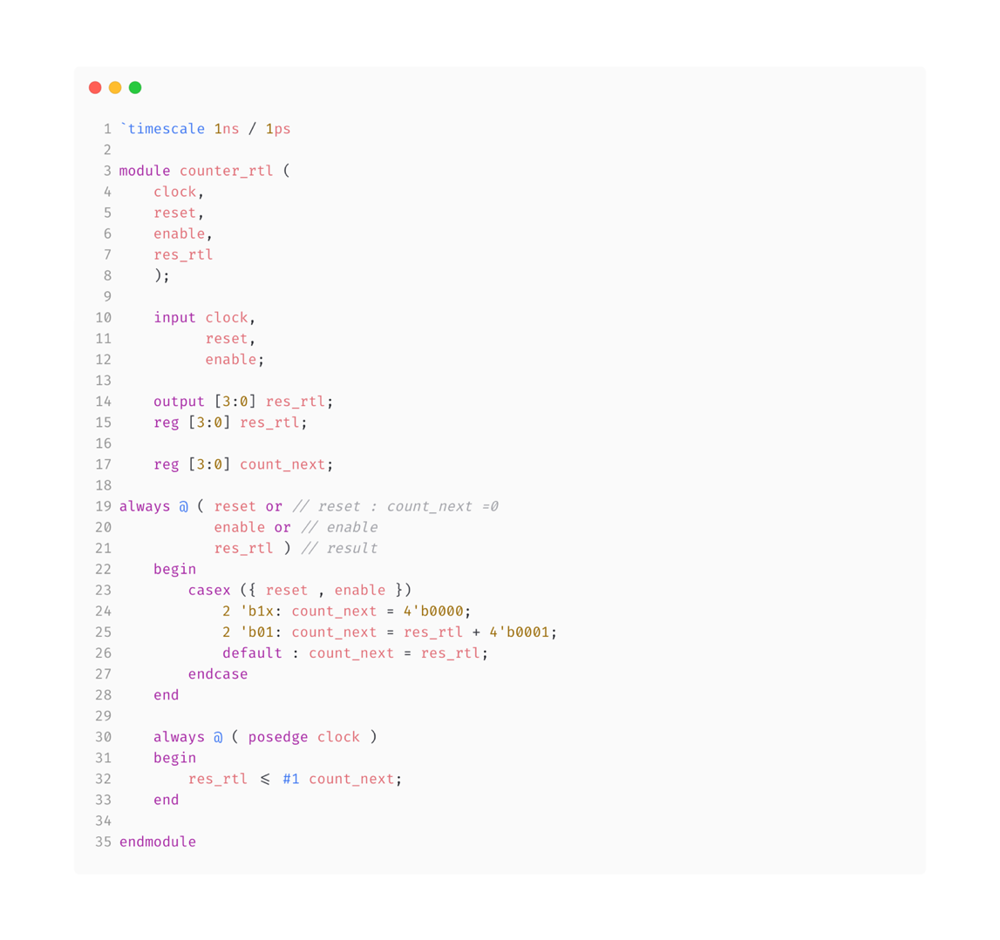 1 `timescale 1ns / 1ps
2
3 module counter_rtl (
4     clock,
5     reset,
6     enable,
7     res_rtl
8     );
9
10     input clock,
11           reset,
12           enable;
13
14     output [3:0] res_rtl;
15     reg [3:0] res_rtl;
16
17     reg [3:0] count_next;
18
19 always @ ( reset or // reset : count_next =0
20            enable or // enable
21            res_rtl ) // result
22     begin
23         casex ({ reset , enable })
24             2 'b1x: count_next = 4'b0000;
25             2 'b01: count_next = res_rtl + 4'b0001;
26             default : count_next = res_rtl;
27         endcase
28     end
29
30     always @ ( posedge clock )
31     begin
32         res_rtl <= #1 count_next;
33     end
34
35 endmodule